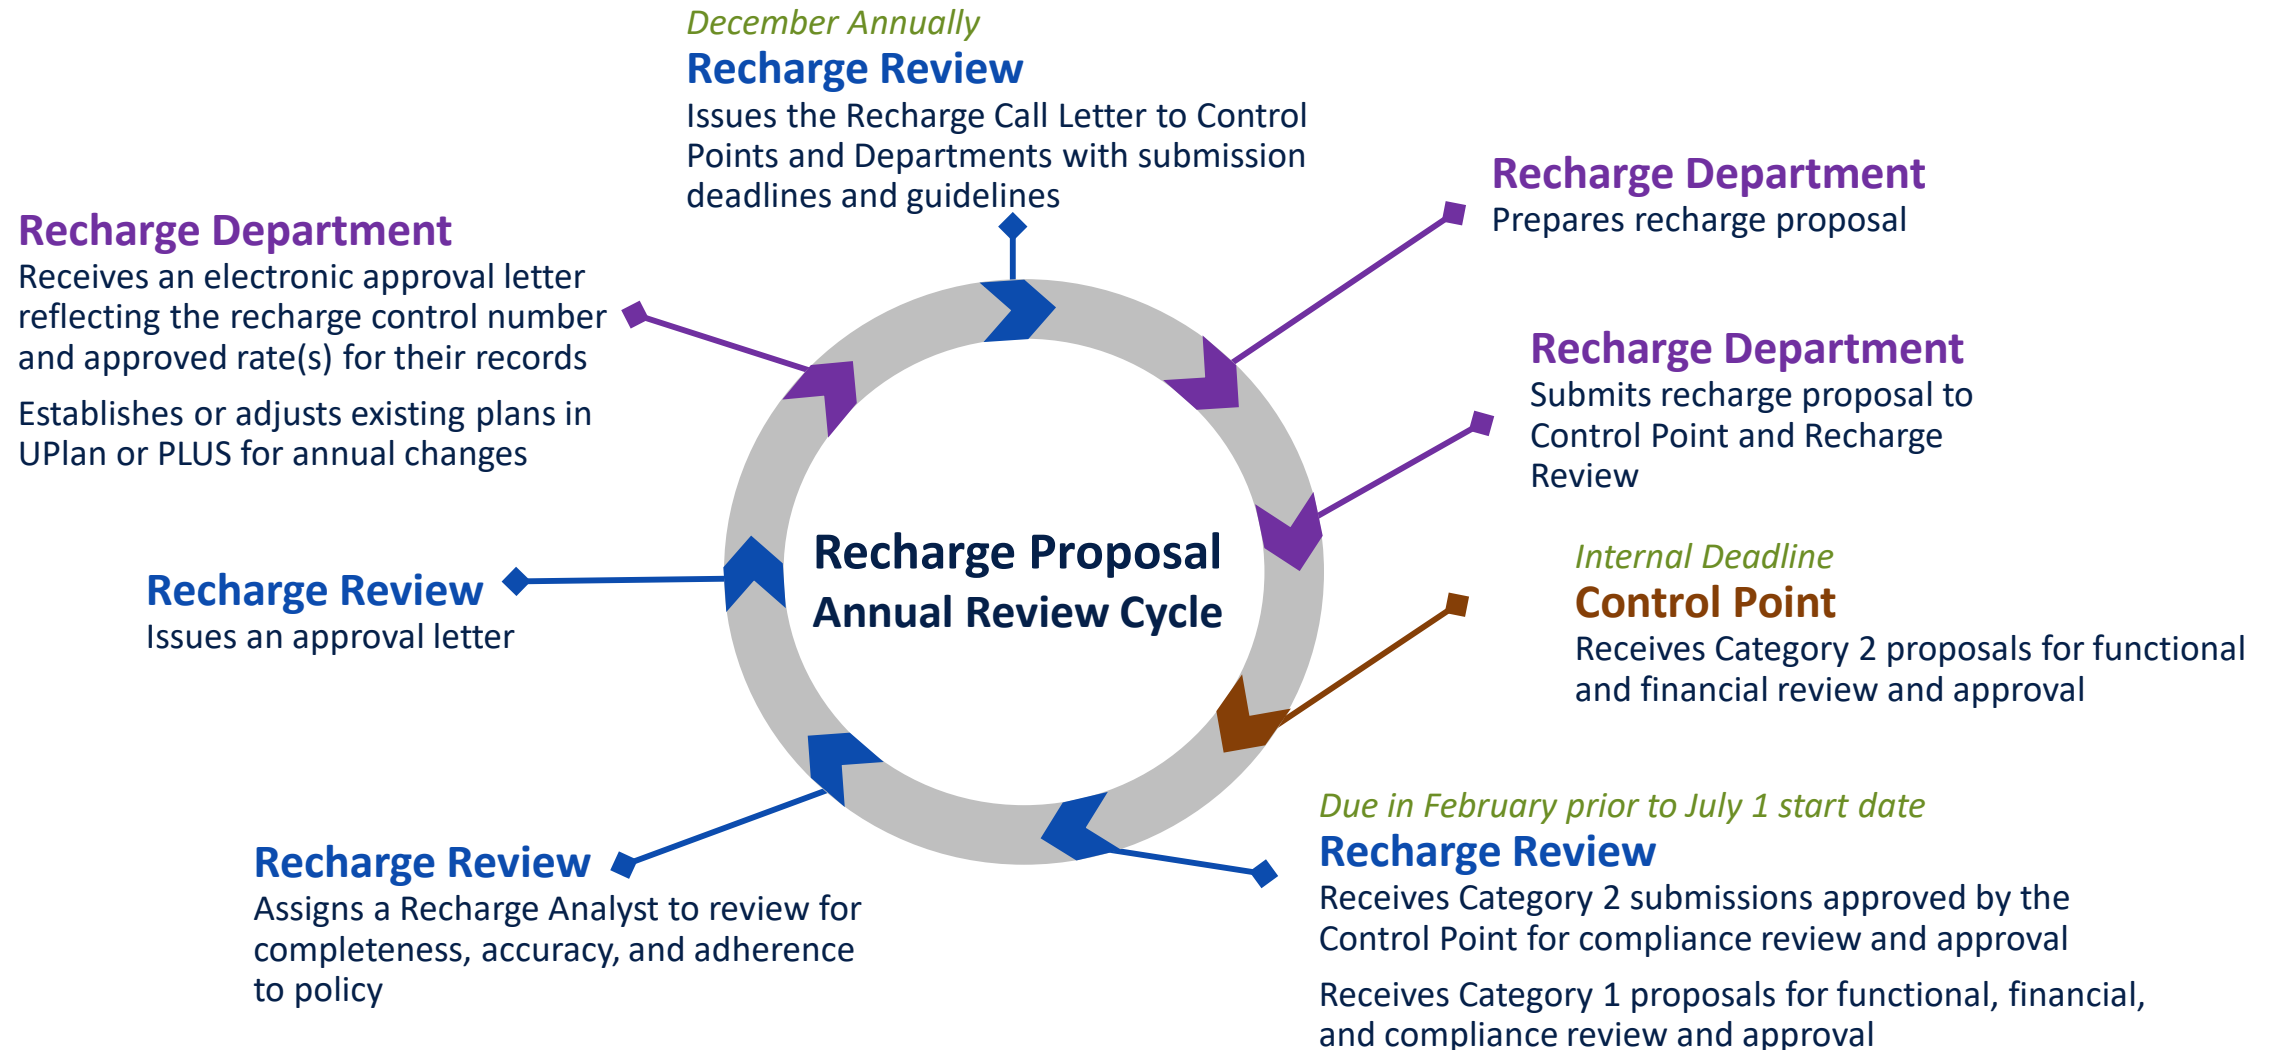 December Annually
Recharge Review
Issues the Recharge Call Letter to Control
Points and Departments with submission
deadlines and guidelines
Recharge Department
Prepares recharge proposal
Recharge Department
Submits recharge proposal to
Control Point and Recharge
Review
Internal Deadline
Control Point
Receives Category 2 proposals for functional
and financial review and approval
Due in February prior to July 1 start date
Recharge Review
Receives Category 2 submissions approved by the
Control Point for compliance review and approval
Receives Category 1 proposals for functional, financial,
and compliance review and approval
Recharge Review
Assigns a Recharge Analyst to review for
completeness, accuracy, and adherence
to policy
Recharge Review
Issues an approval letter
Recharge Department
Receives an electronic approval letter
reflecting the recharge control number
and approved rate(s) for their records
Establishes or adjusts existing plans in
UPlan or PLUS for annual changes
Recharge Proposal
Annual Review Cycle